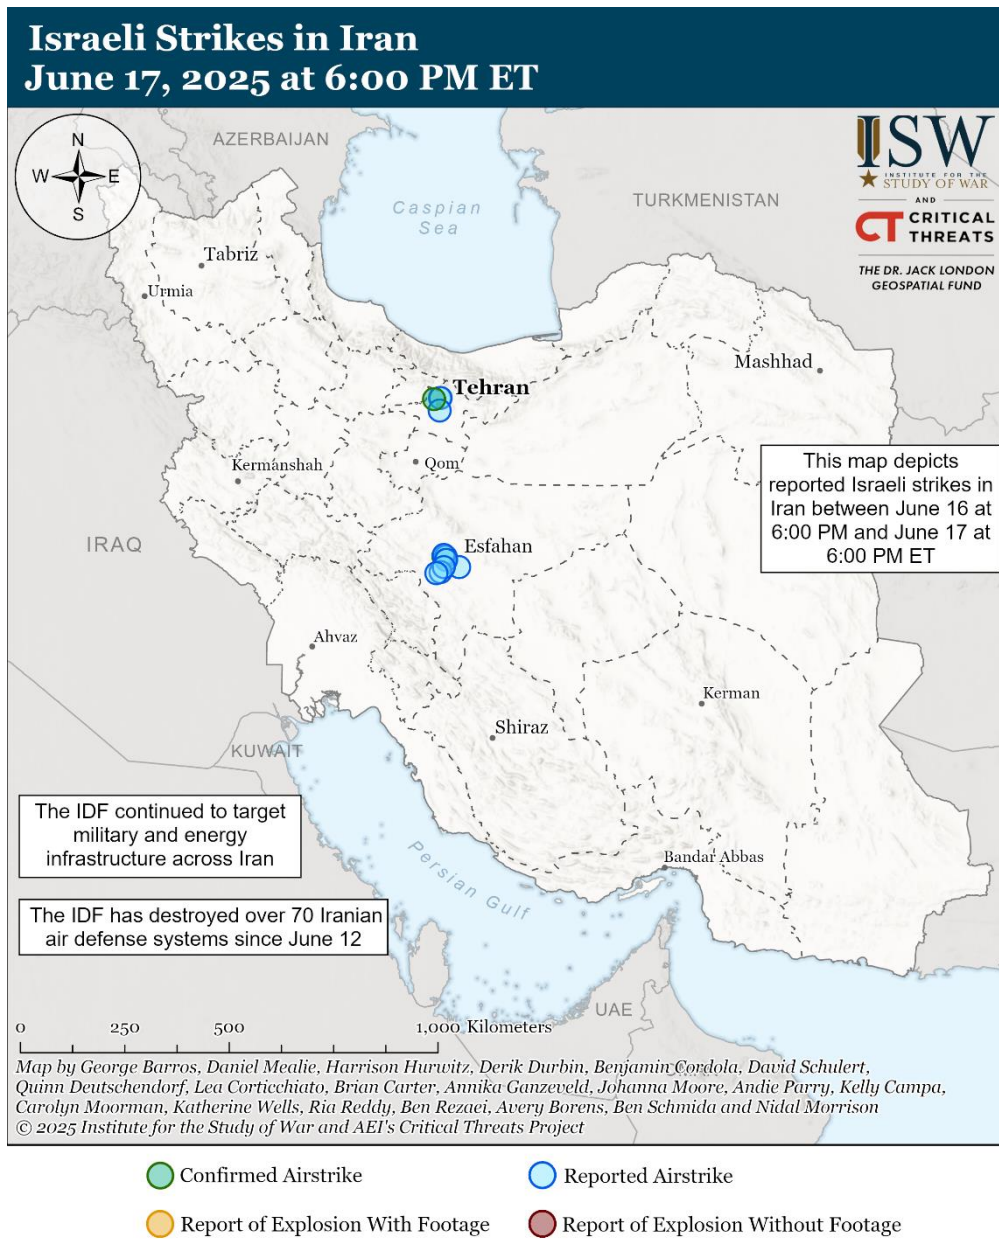 Israeli Strikes in Iran
June 17, 2025 at 6:00 PM ET
N
W
E
S
AZERBAIJAN
Caspian
Sea
TURKMENISTAN
ISW
INSTITUTE FOR THE
STUDY OF WAR
AND
CT CRITICAL
THREATS
THE DR. JACK LONDON
GEOSPATIAL FUND
Tabriz
Urmia
Mashhad
Tehran
Qom
Kermanshah
This map depicts
reported Israeli strikes in
Iran between June 16 at
6:00 PM and June 17 at
6:00 PM ET
IRAQ
Esfahan
Ahvaz
Kerman
Shiraz
KUWAIT
The IDF continued to target
military and energy
infrastructure across Iran
Persian Gulf
Bandar Abbas
The IDF has destroyed over 70 Iranian
air defense systems since June 12
UAE
0 250 500 1,000 Kilometers
OMAN
Map by George Barros, Daniel Mealie, Harrison Hurwitz, Derik Durbin, Benjamin Cordola, David Schulert,
Quinn Deutschendorf, Lea Corticchiato, Brian Carter, Annika Ganzeveld, Johanna Moore, Andie Parry, Kelly Campa,
Carolyn Moorman, Katherine Wells, Ria Reddy, Ben Rezaei, Avery Borens, Ben Schmida and Nidal Morrison
© 2025 Institute for the Study of War and AEI's Critical Threats Project
Confirmed Airstrike
Reported Airstrike
Report of Explosion With Footage
Report of Explosion Without Footage